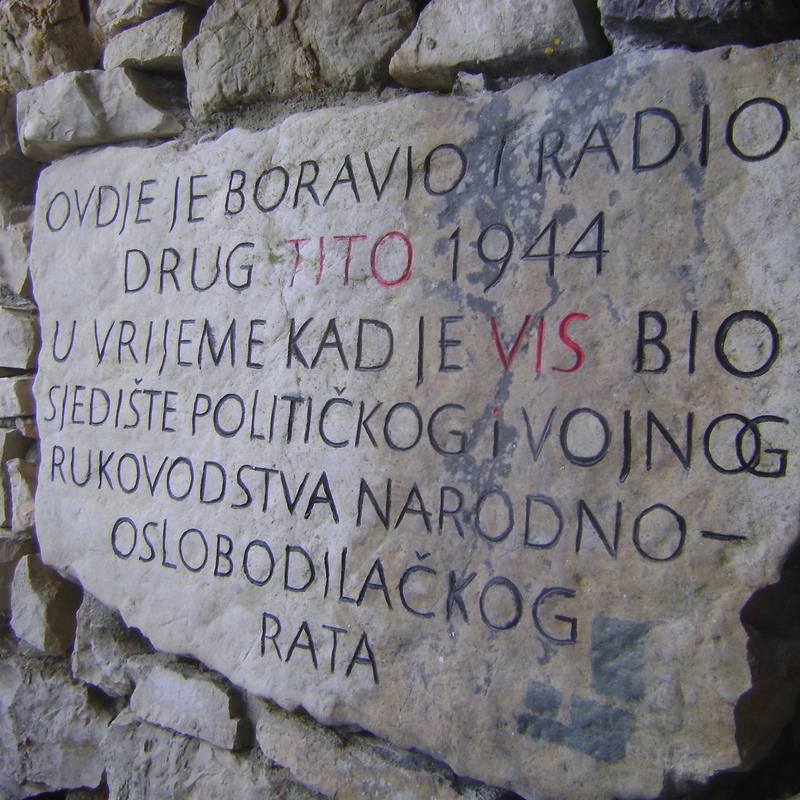 OVDJE JE BORAVIO I RADIO
DRUG TITO 1944
U VRIJEME KAD JE VIS BIO
SJEDIŠTE POLITIČKOG i VOJNOG
RUKOVODSTVA NARODNO–
OSLOBODILAČKOG
RATA